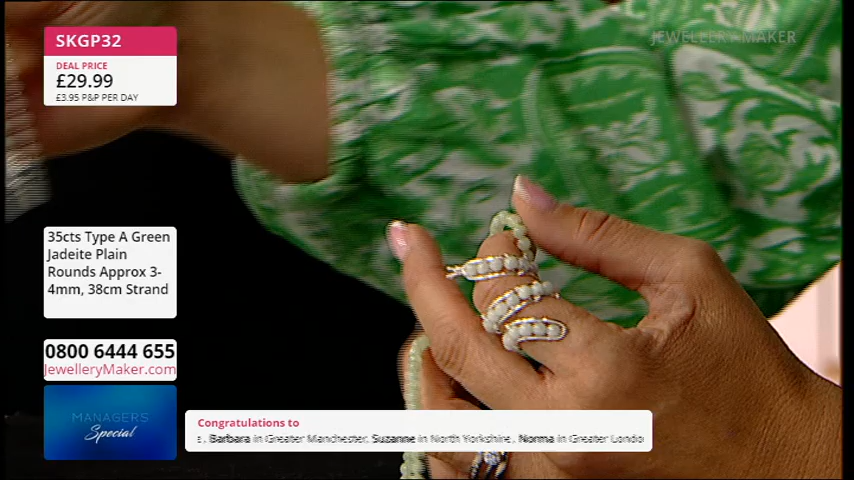 SKGP32
DEAL PRICE
£29.99
£3.95 P&P PER DAY
JEWELLERY MAKER
35cts Type A Green
Jadeite Plain
Rounds Approx 3-
4mm, 38cm Strand
0800 6444 655
JewelleryMaker.com
MANAGERS
Special
Congratulations to
e, Barbara in Greater Manchester, Suzanne in North Yorkshire, Norma in Greater Londo